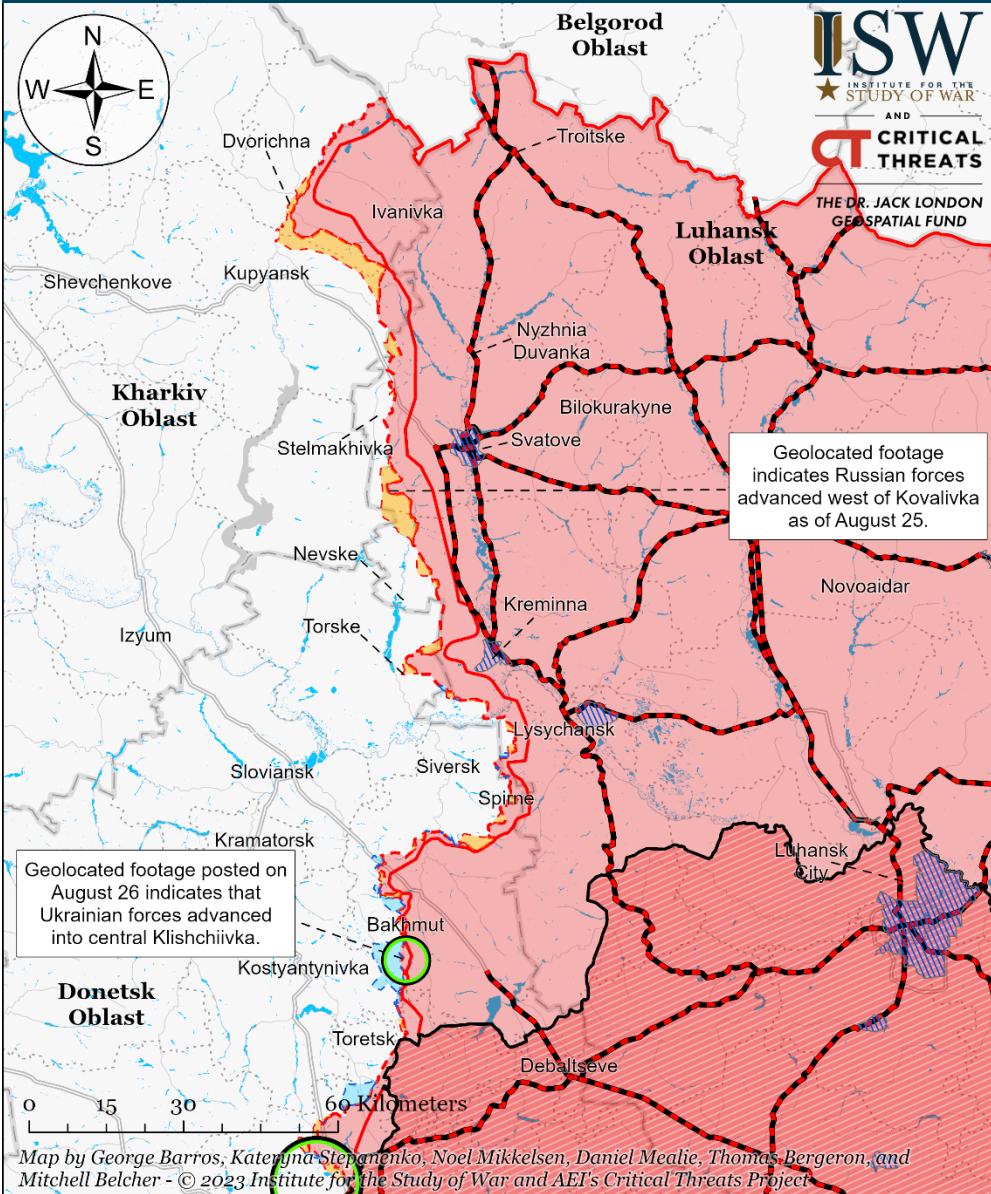 N
W E
S
Belgorod
Oblast
ISW
INSTITUTE FOR THE
STUDY OF WAR
AND
CT CRITICAL
THREATS
THE DR. JACK LONDON
GEOSPATIAL FUND
Dvorichna
Troitske
Ivanivka
Luhansk
Oblast
Shevchenkove
Kupyansk
Nyzhnia
Duvanka
Kharkiv
Oblast
Bilokurakyne
Stelmakhivka
Svatove
Geolocated footage
indicates Russian forces
advanced west of Kovalivka
as of August 25.
Nevske
Novoaidar
Kreminna
Torske
Izyum
Lysychansk
Siversk
Sloviansk
Spirne
Kramatorsk
Luhansk
City
Geolocated footage posted on
August 26 indicates that
Ukrainian forces advanced
into central Klishchiivka.
Bakhmut
Kostyantynivka
Donetsk
Oblast
Toretsk
Debaltseve
0 15 30 60 Kilometers
Map by George Barros, Kateryna Stepanenko, Noel Mikkelsen, Daniel Mealie, Thomas Bergeron, and
Mitchell Belcher - © 2023 Institute for the Study of War and AEI's Critical Threats Project